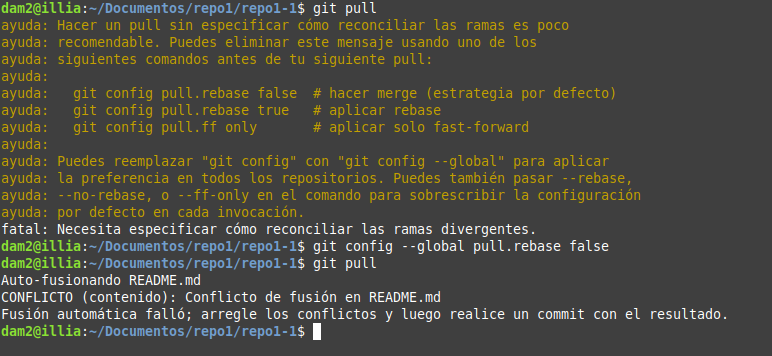 dam2@illia:~/Documentos/repo1/repo1-1$ git pull
ayuda: Hacer un pull sin especificar cómo reconciliar las ramas es poco
ayuda: recomendable. Puedes eliminar este mensaje usando uno de los
ayuda: siguientes comandos antes de tu siguiente pull:
ayuda:
ayuda:   git config pull.rebase false  # hacer merge (estrategia por defecto)
ayuda:   git config pull.rebase true   # aplicar rebase
ayuda:   git config pull.ff only       # aplicar solo fast-forward
ayuda:
ayuda: Puedes reemplazar "git config" con "git config --global" para aplicar
ayuda: la preferencia en todos los repositorios. Puedes también pasar --rebase,
ayuda: --no-rebase, o --ff-only en el comando para sobrescribir la configuración
ayuda: por defecto en cada invocación.
fatal: Necesita especificar cómo reconciliar las ramas divergentes.
dam2@illia:~/Documentos/repo1/repo1-1$ git config --global pull.rebase false
dam2@illia:~/Documentos/repo1/repo1-1$ git pull
Auto-fusionando README.md
CONFLICTO (contenido): Conflicto de fusión en README.md
Fusión automática falló; arregle los conflictos y luego realice un commit con el resultado.
dam2@illia:~/Documentos/repo1/repo1-1$